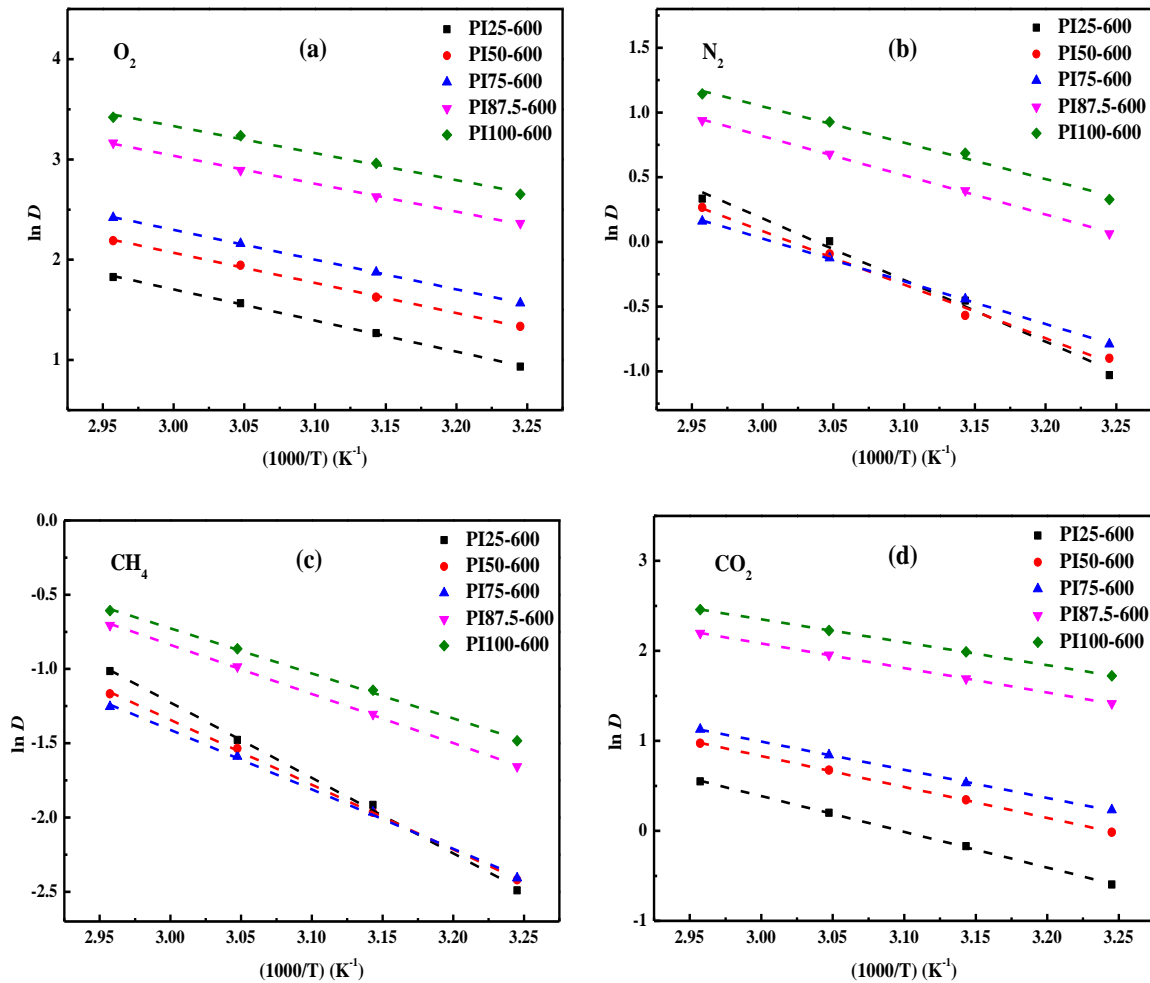 (a)
O2
PI25-600
PI50-600
PI75-600
PI87.5-600
PI100-600
4
3
2
1
ln D
2.95 3.00 3.05 3.10 3.15 3.20 3.25
(1000/T) (K-1)
(b)
N2
PI25-600
PI50-600
PI75-600
PI87.5-600
PI100-600
1.5
1.0
0.5
0.0
-0.5
-1.0
ln D
2.95 3.00 3.05 3.10 3.15 3.20 3.25
(1000/T) (K-1)
(c)
CH4
PI25-600
PI50-600
PI75-600
PI87.5-600
PI100-600
0.0
-0.5
-1.0
-1.5
-2.0
-2.5
ln D
2.95 3.00 3.05 3.10 3.15 3.20 3.25
(1000/T) (K-1)
(d)
CO2
PI25-600
PI50-600
PI75-600
PI87.5-600
PI100-600
3
2
1
0
-1
ln D
2.95 3.00 3.05 3.10 3.15 3.20 3.25
(1000/T) (K-1)